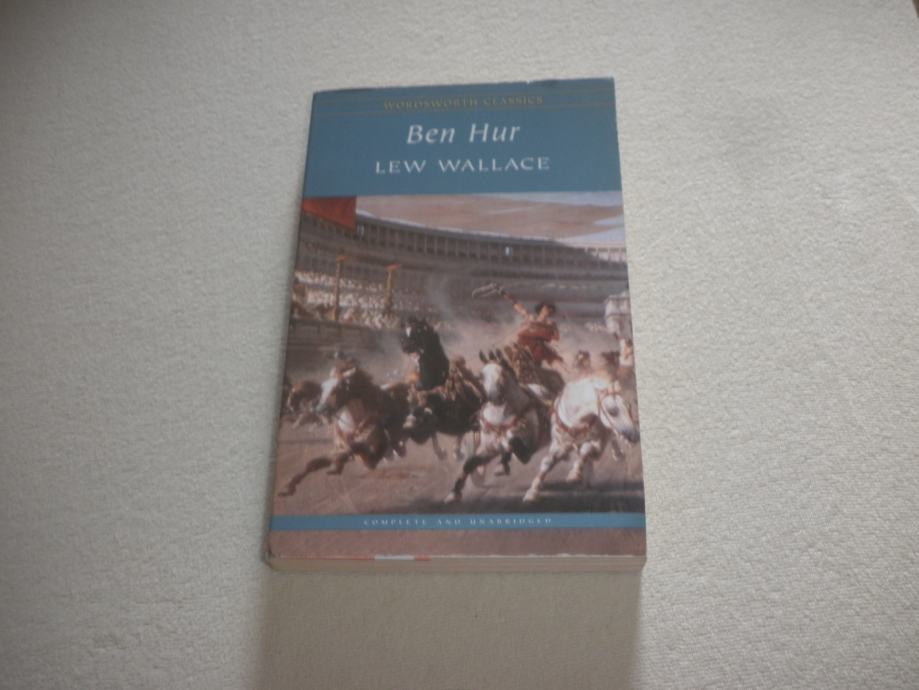 WORDSWORTH CLASSICS
Ben Hur
LEW WALLACE
COMPLETE AND UNABRIDGED